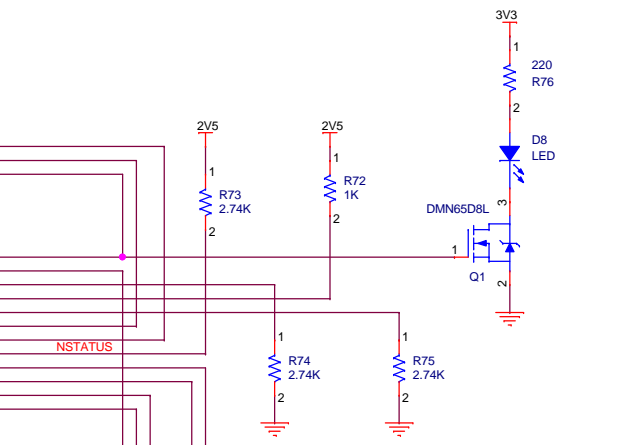 3V3
1
220
R76
2
2V5
2V5
D8
LED
1
1
R73
2.74K
R72
1K
3
DMN65D8L
2
2
1
Q1
2
NSTATUS
1
1
R74
2.74K
R75
2.74K
2
2